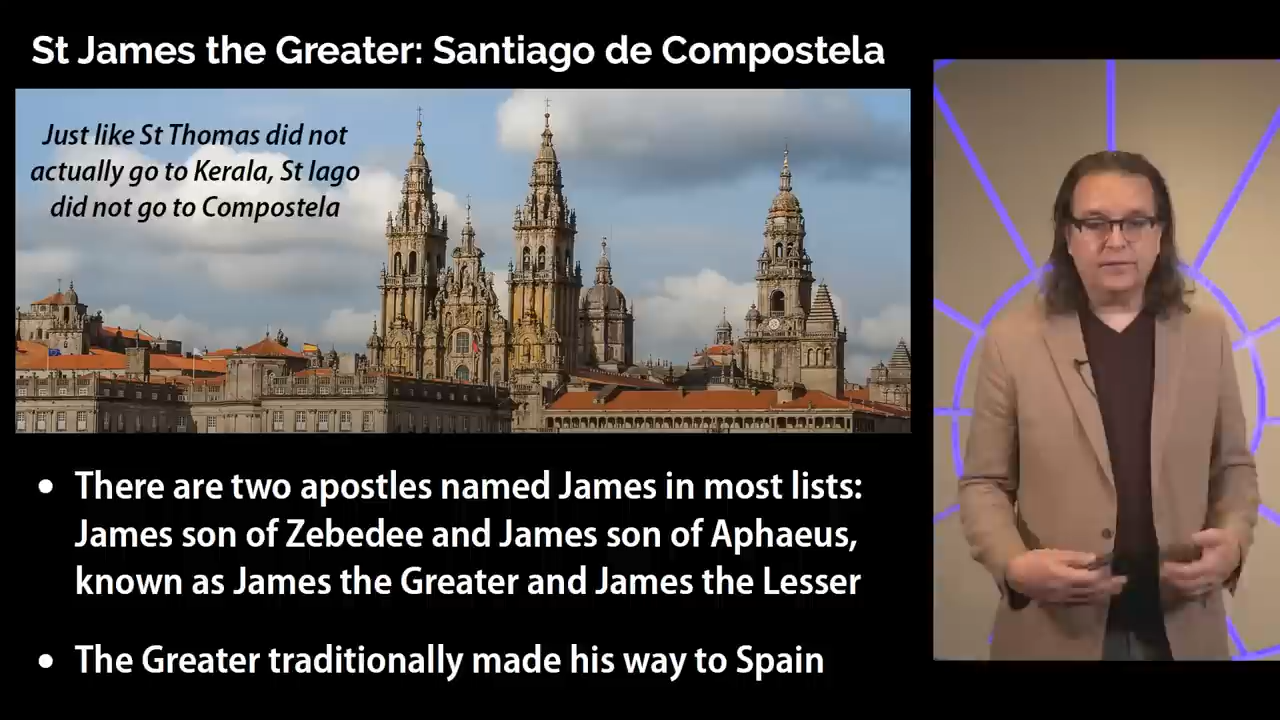 St James the Greater: Santiago de Compostela
Just like St Thomas did not
actually go to Kerala, St Iago
did not go to Compostela
• There are two apostles named James in most lists:
James son of Zebedee and James son of Aphaeus,
known as James the Greater and James the Lesser
• The Greater traditionally made his way to Spain